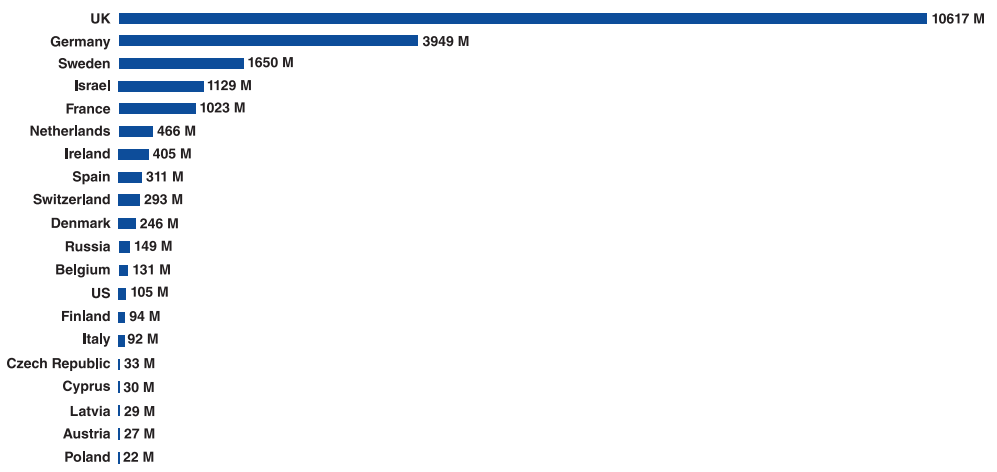 UK 10617 M
Germany 3949 M
Sweden 1650 M
Israel 1129 M
France 1023 M
Netherlands 466 M
Ireland 405 M
Spain 311 M
Switzerland 293 M
Denmark 246 M
Russia 149 M
Belgium 131 M
US 105 M
Finland 94 M
Italy 92 M
Czech Republic 33 M
Cyprus 30 M
Latvia 29 M
Austria 27 M
Poland 22 M